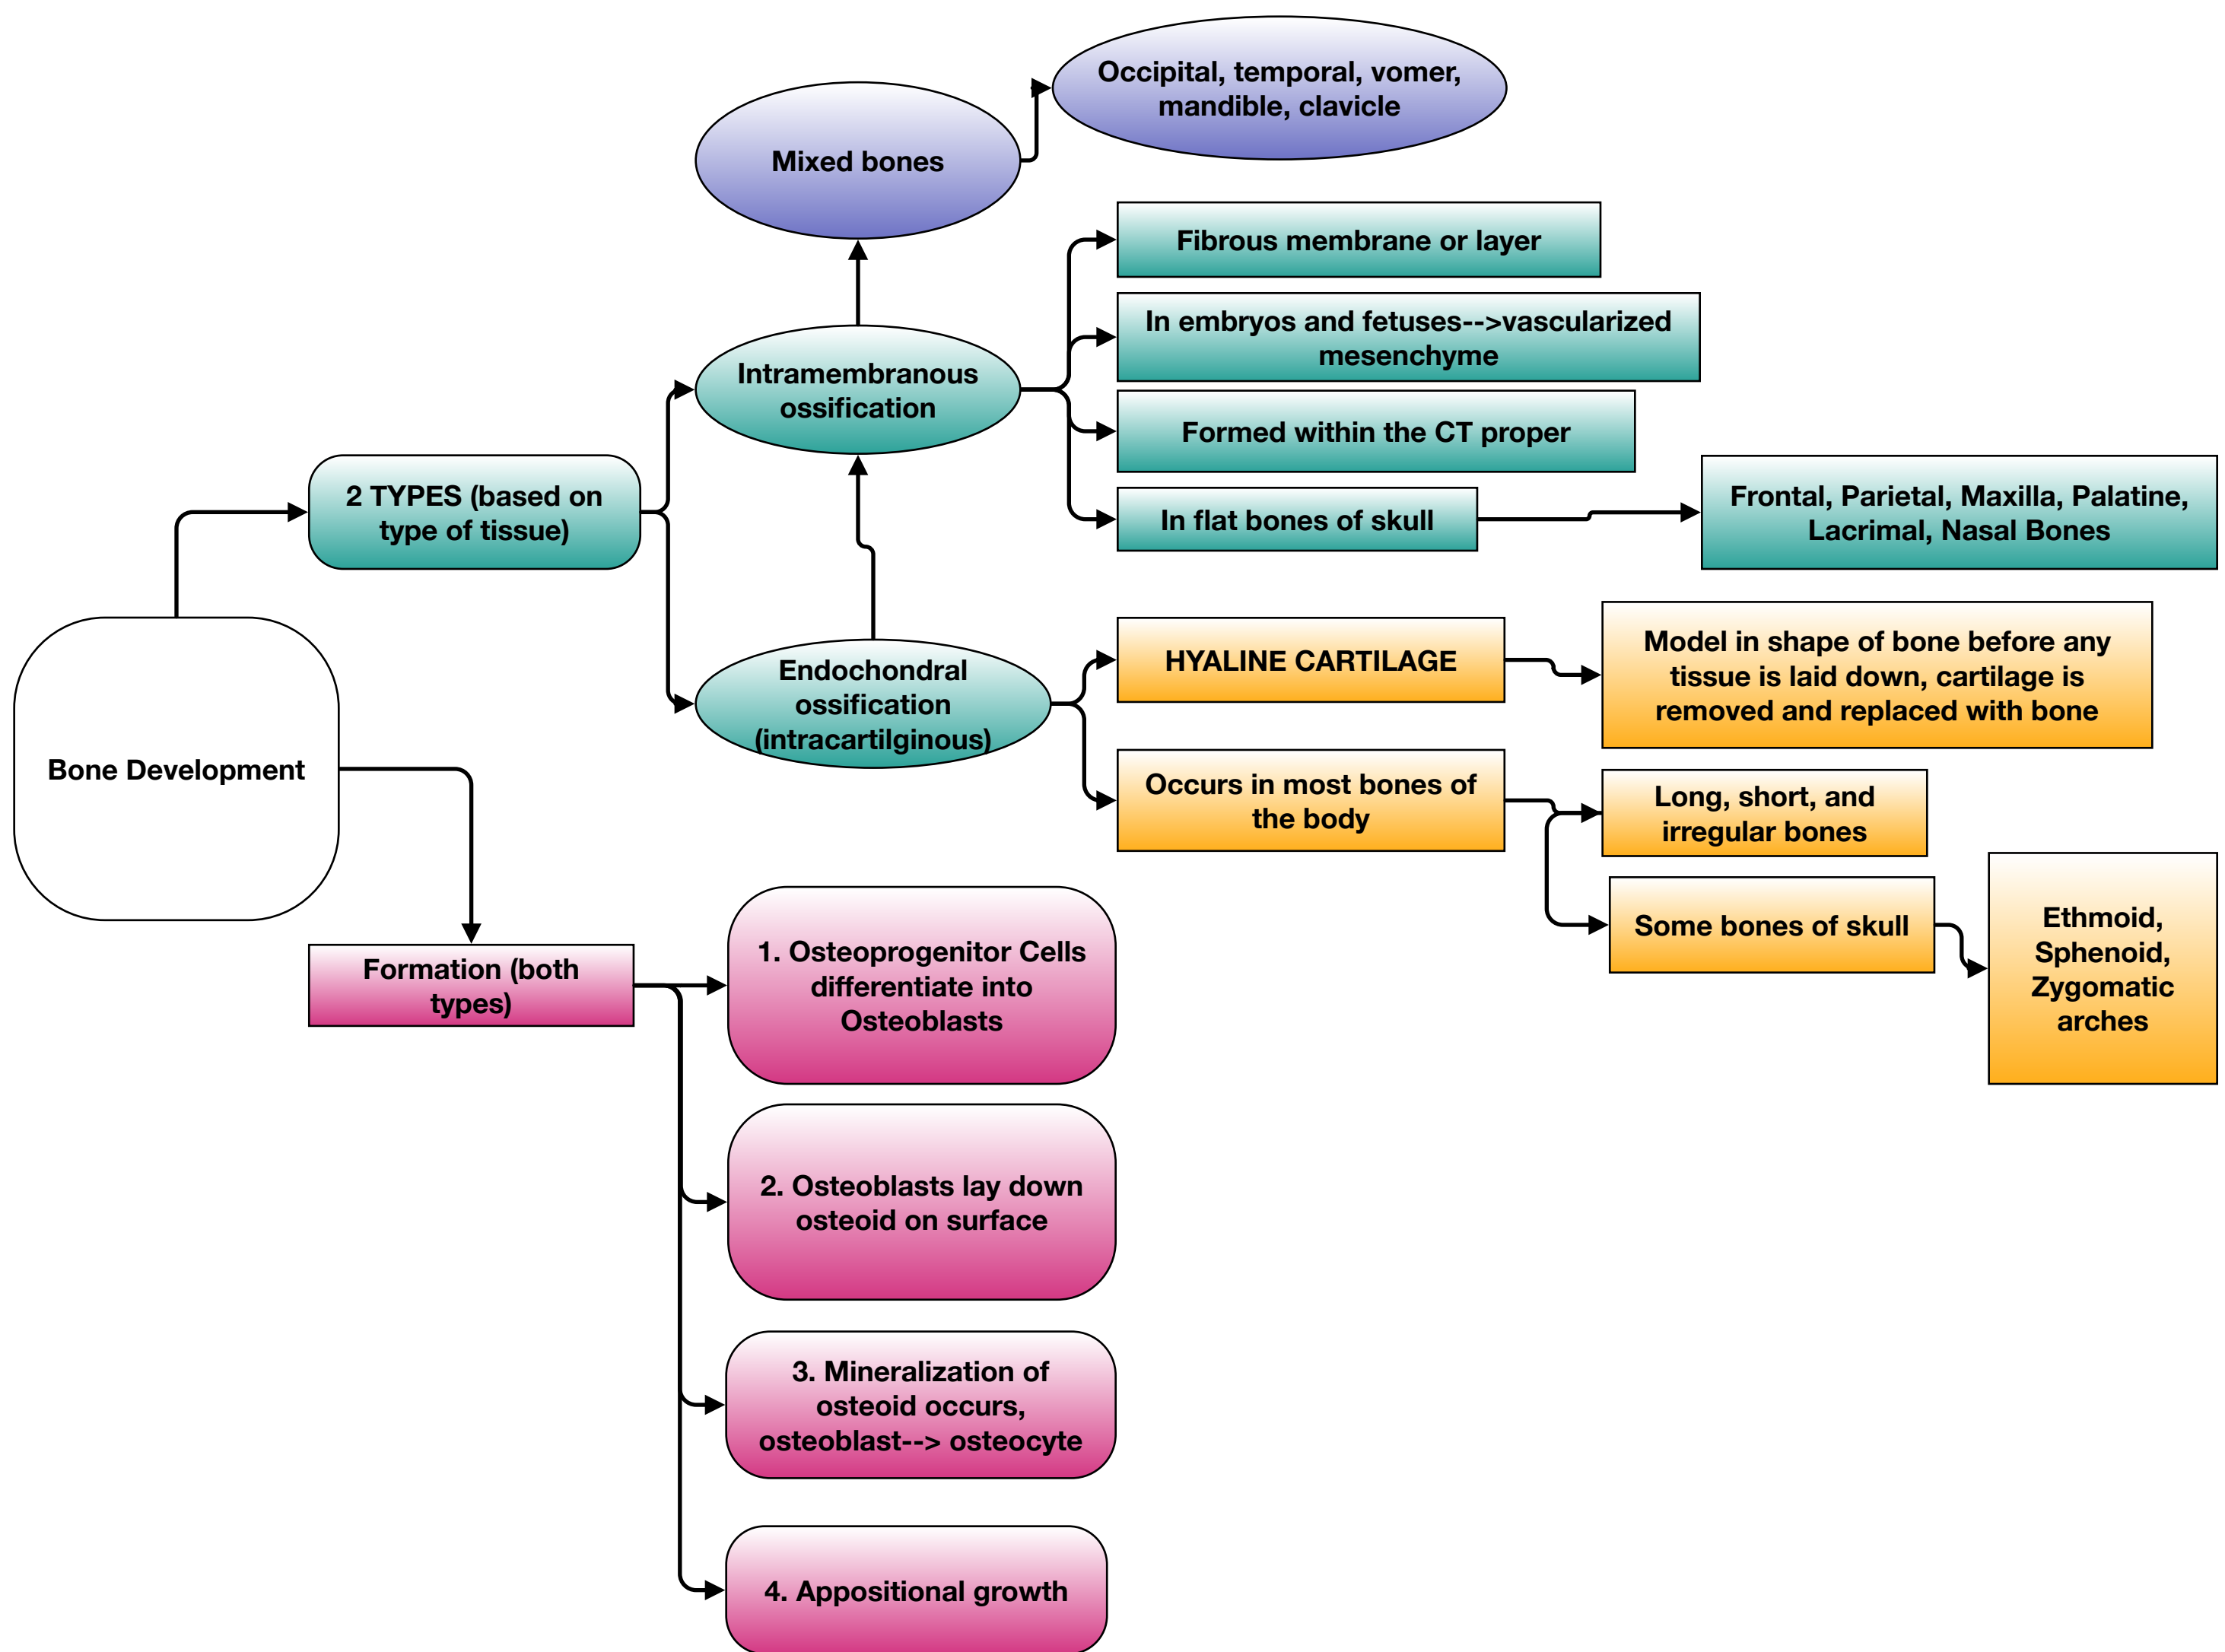 Occipital, temporal, vomer,
mandible, clavicle
Mixed bones
Fibrous membrane or layer
In embryos and fetuses-->vascularized
mesenchyme
Intramembranous
ossification
Formed within the CT proper
2 TYPES (based on
type of tissue)
In flat bones of skull
Frontal, Parietal, Maxilla, Palatine,
Lacrimal, Nasal Bones
HYALINE CARTILAGE
Model in shape of bone before any
tissue is laid down, cartilage is
removed and replaced with bone
Endochondral
ossification
(intracartilginous)
Bone Development
Occurs in most bones of
the body
Long, short, and
irregular bones
Some bones of skull
Ethmoid,
Sphenoid,
Zygomatic
arches
Formation (both
types)
1. Osteoprogenitor Cells
differentiate into
Osteoblasts
2. Osteoblasts lay down
osteoid on surface
3. Mineralization of
osteoid occurs,
osteoblast--> osteocyte
4. Appositional growth